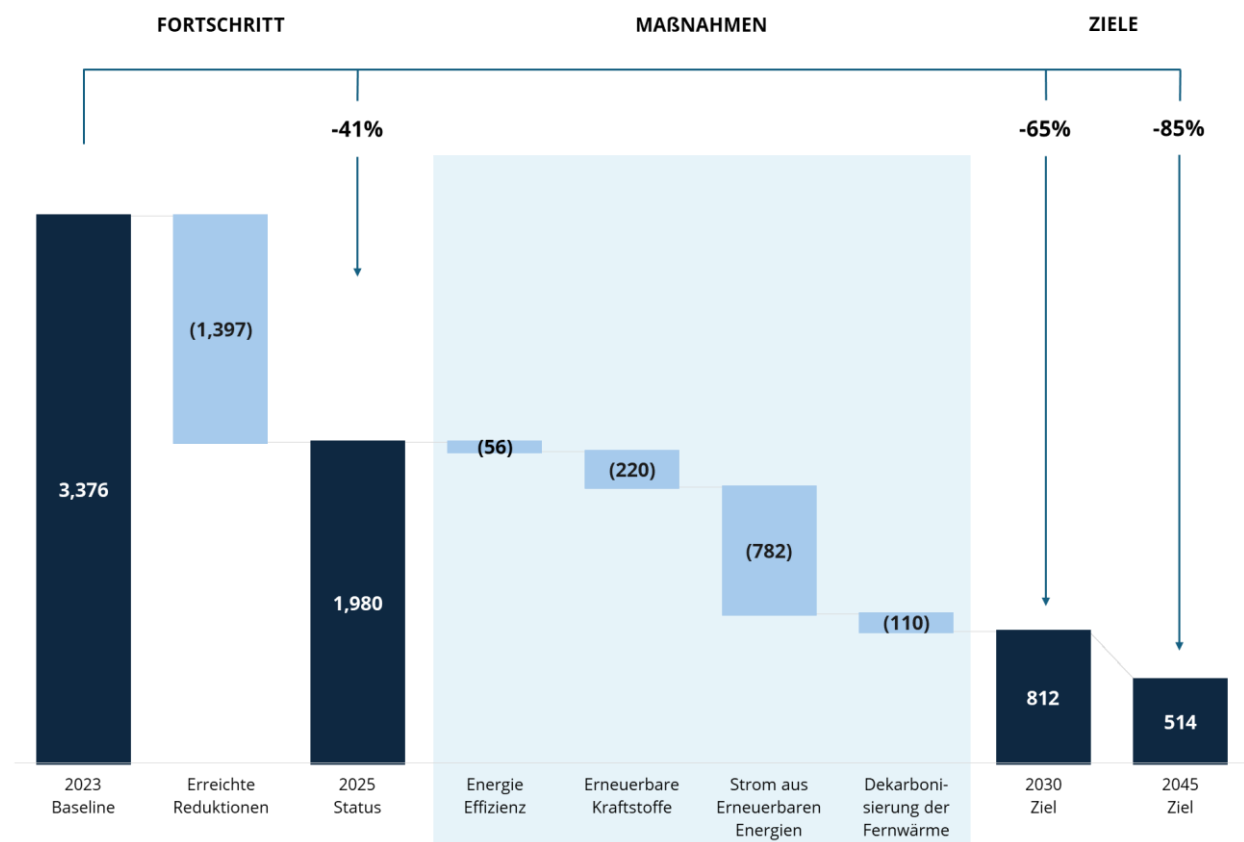 FORTSCHRITT
MAßNAHMEN
ZIELE
-41%
-65%
-85%
(1,397)
3,376
1,980
(56)
(220)
(782)
(110)
812
514
2023
Baseline
Erreichte
Reduktionen
2025
Status
Energie
Effizienz
Erneuerbare
Kraftstoffe
Strom aus
Erneuerbaren
Energien
Dekarboni-
sierung der
Fernwärme
2030
Ziel
2045
Ziel